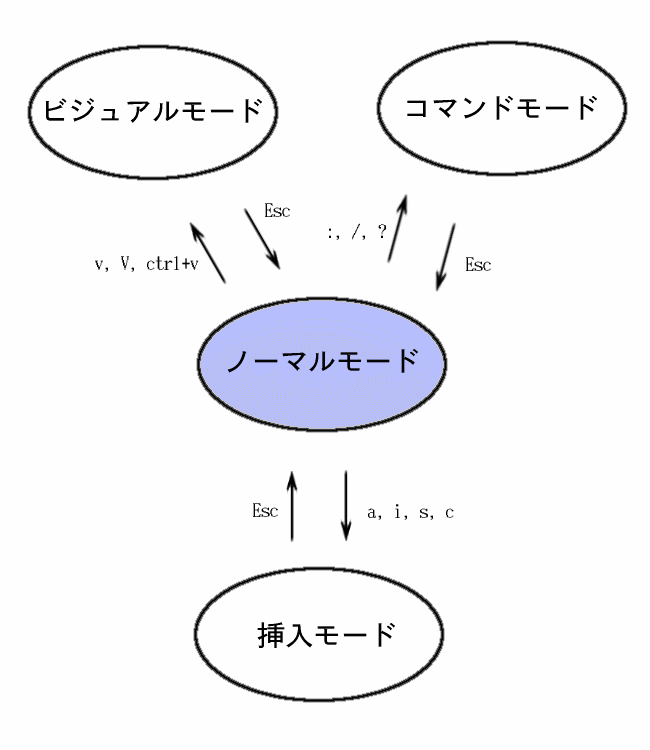 ビジュアルモード
コマンドモード
Esc
:, /, ?
v, V, ctrl+v
Esc
ノーマルモード
Esc
a, i, s, c
挿入モード